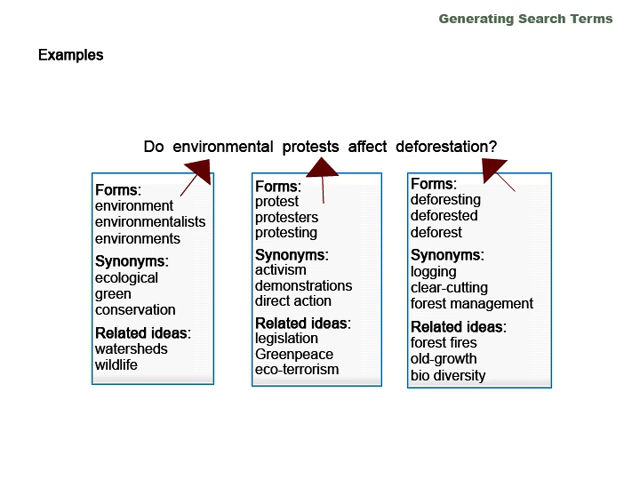 Generating Search Terms
Examples
Do environmental protests affect deforestation?
Forms:
environment
environmentalists
environments
Synonyms:
ecological
green
conservation
Related ideas:
watersheds
wildlife
Forms:
protest
protesters
protesting
Synonyms:
activism
demonstrations
direct action
Related ideas:
legislation
Greenpeace
eco-terrorism
Forms:
deforesting
deforested
deforest
Synonyms:
logging
clear-cutting
forest management
Related ideas:
forest fires
old-growth
bio diversity